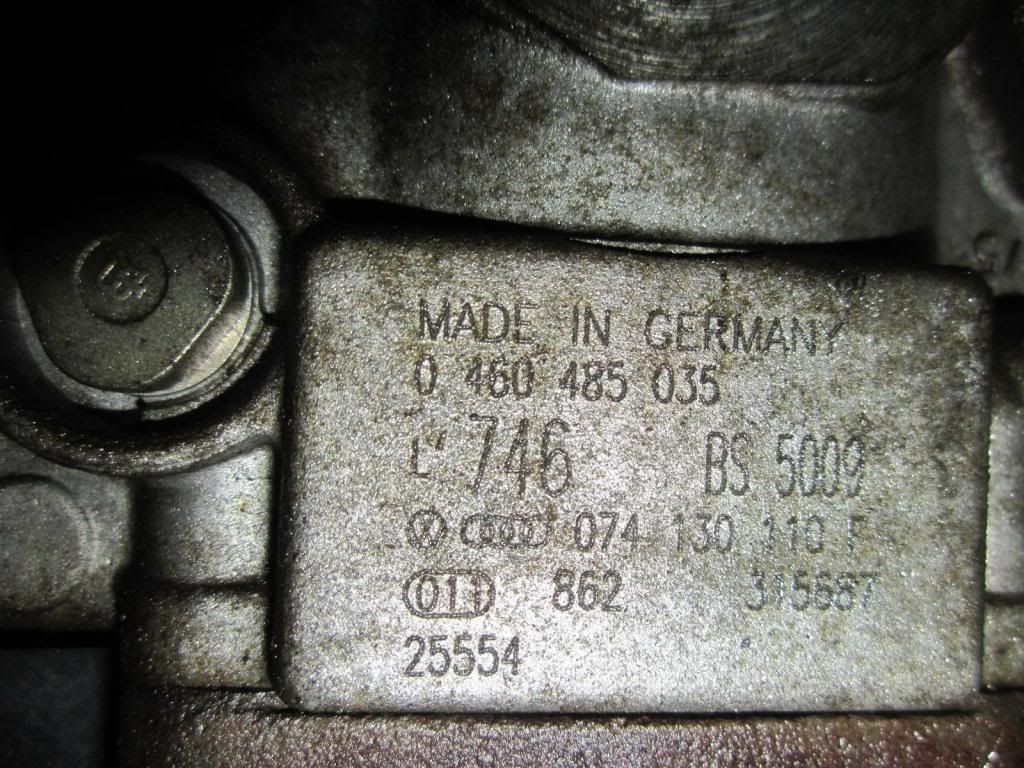 MADE IN GERMANY
0 460 485 035
L" 746 BS 5009
074 130 110 F
011 862 315687
25554